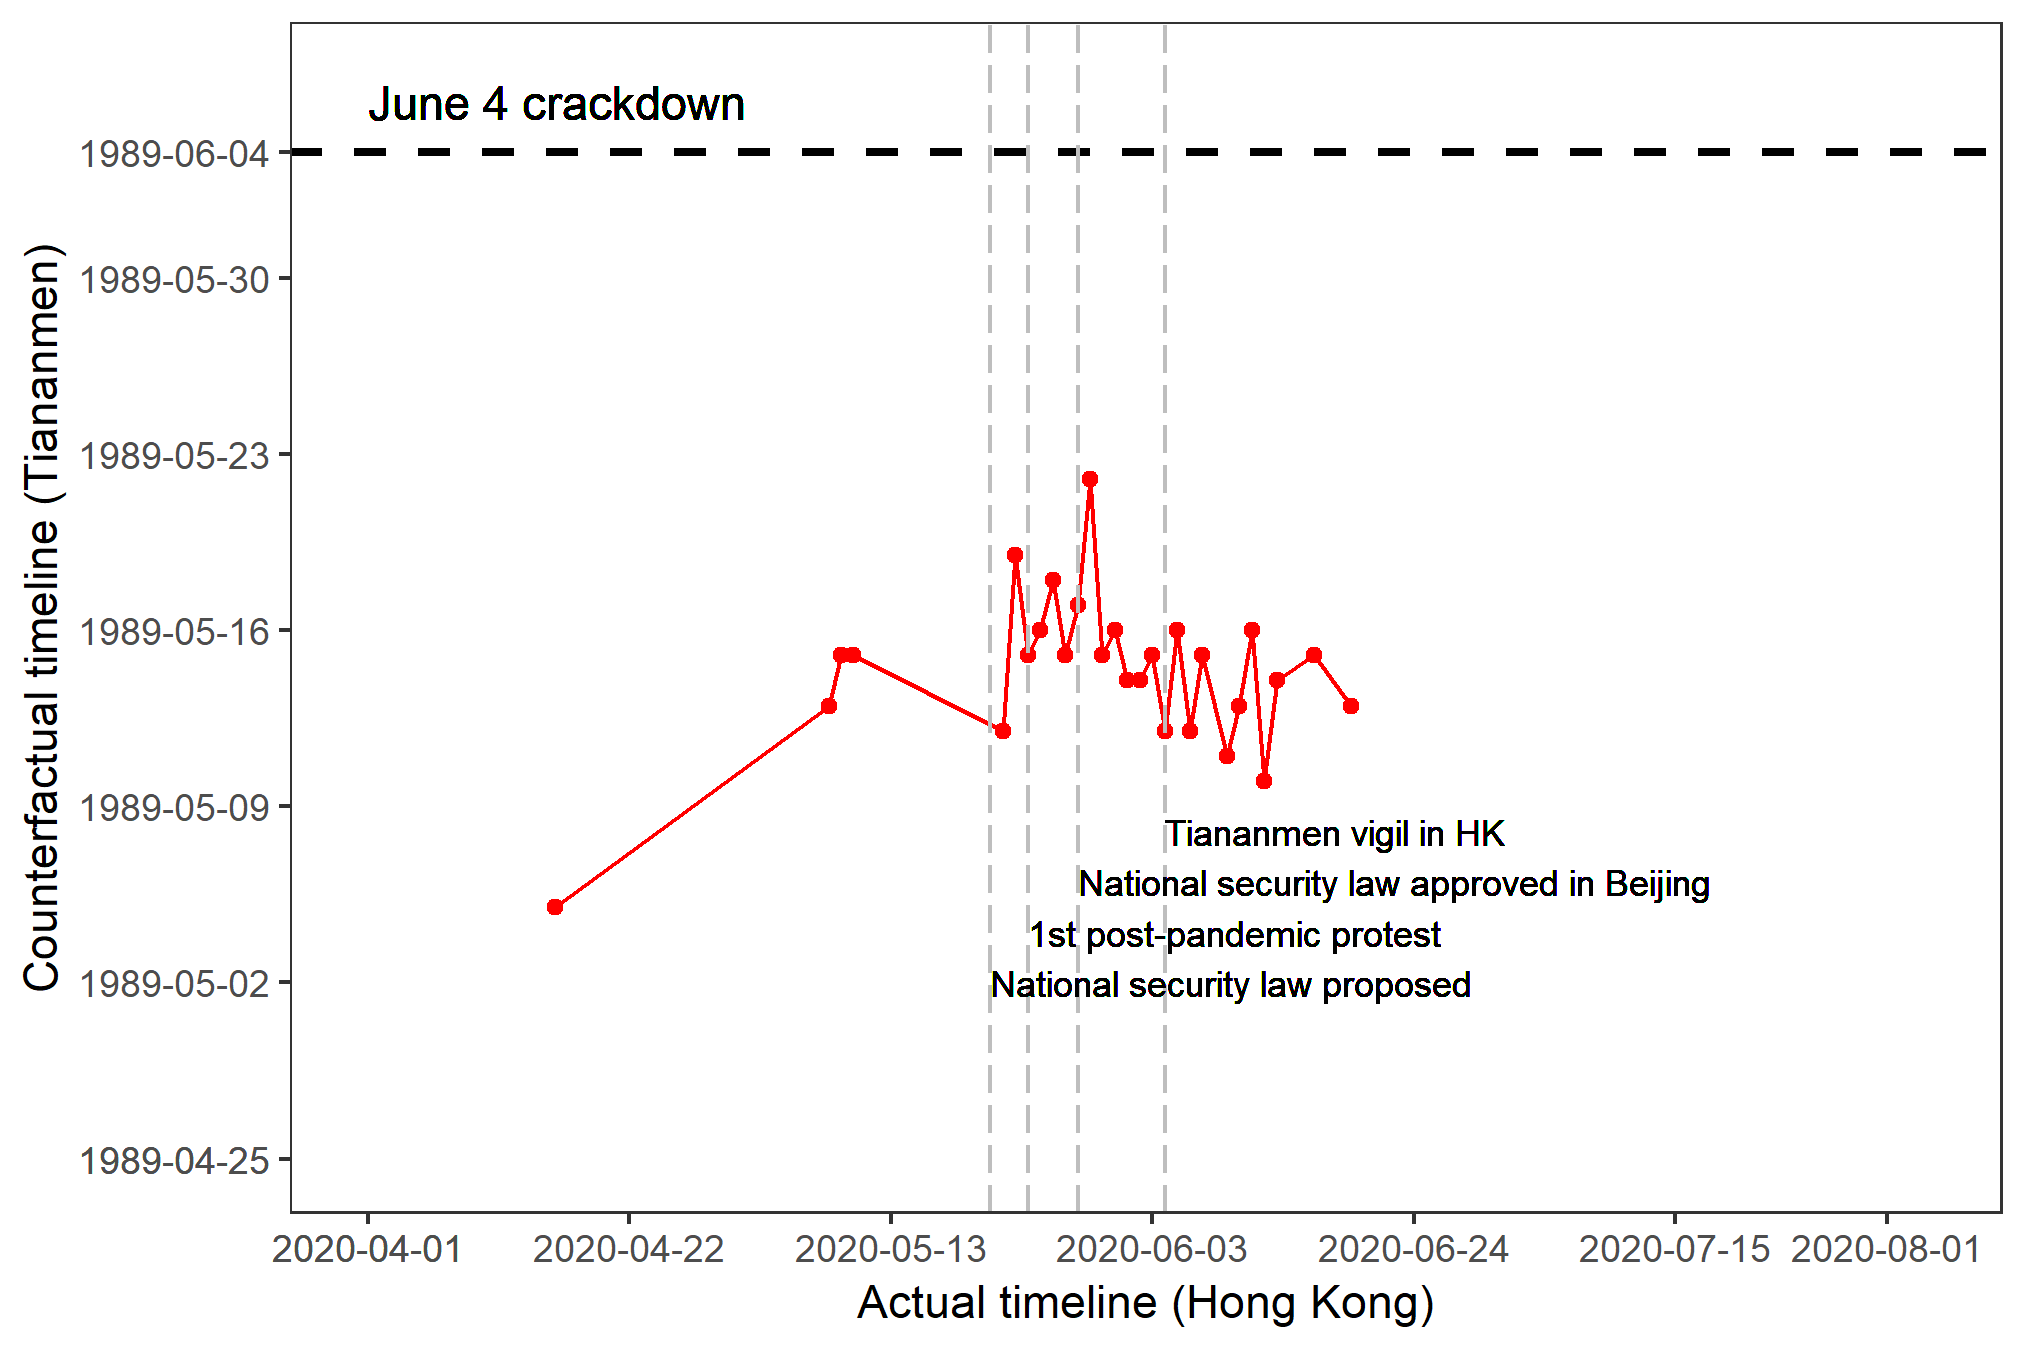 June 4 crackdown
1989-06-04
1989-05-30
1989-05-23
1989-05-16
1989-05-09
1989-05-02
1989-04-25
Counterfactual timeline (Tiananmen)
Tiananmen vigil in HK
National security law approved in Beijing
1st post-pandemic protest
National security law proposed
2020-04-01
2020-04-22
2020-05-13
2020-06-03
2020-06-24
2020-07-15
2020-08-01
Actual timeline (Hong Kong)